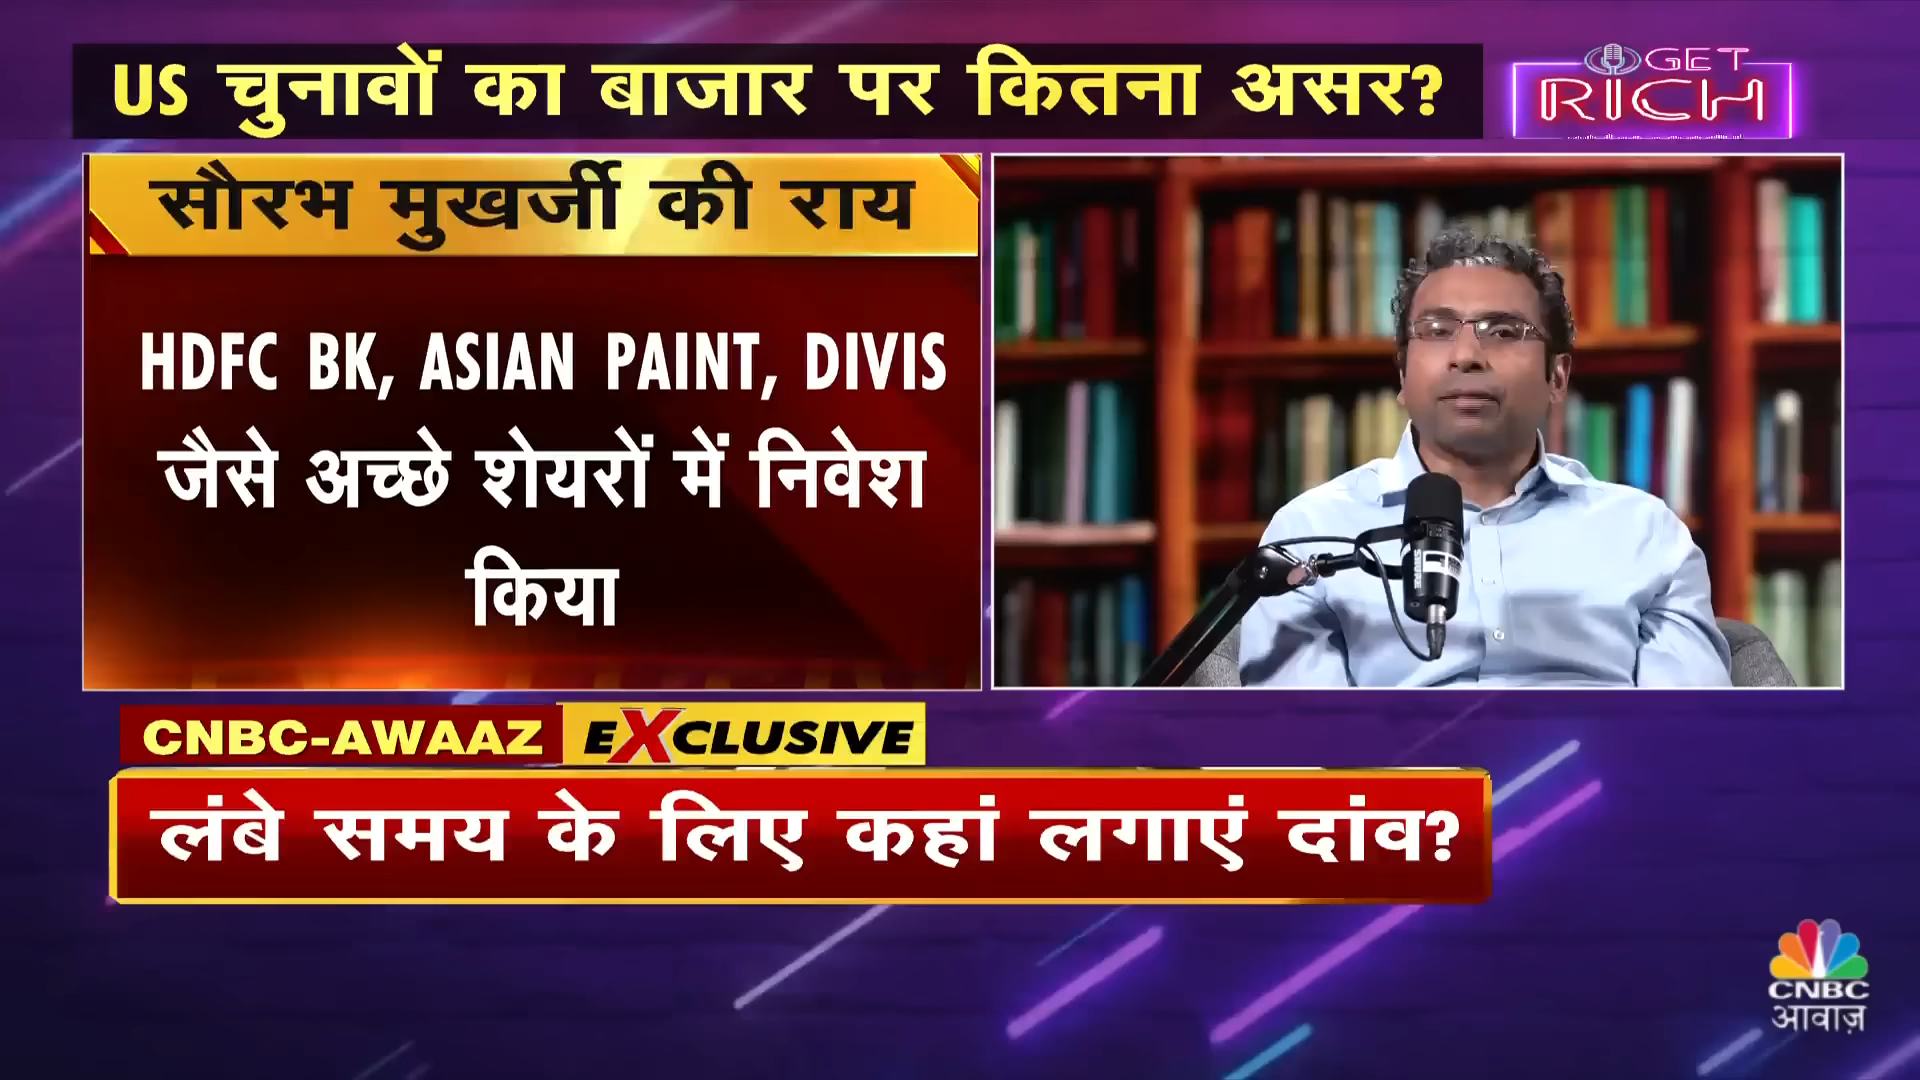 US चुनावों का बाजार पर कितना असर?
GET
RICH
सौरभ मुखर्जी की राय
HDFC BK, ASIAN PAINT, DIVIS
जैसे अच्छे शेयरों में निवेश
किया
SHURE
CNBC-AWAAZ EXCLUSIVE
लंबे समय के लिए कहां लगाएं दांव?
CNBC
आवाज़